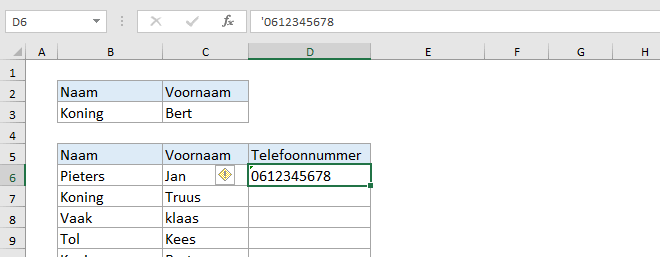 D6 fx '0612345678
A B C D E F G H
1
2 Naam Voornaam
3 Koning Bert
4
5 Naam Voornaam Telefoonnummer
6 Pieters Jan 0612345678
7 Koning Truus
8 Vaak klaas
9 Tol Kees